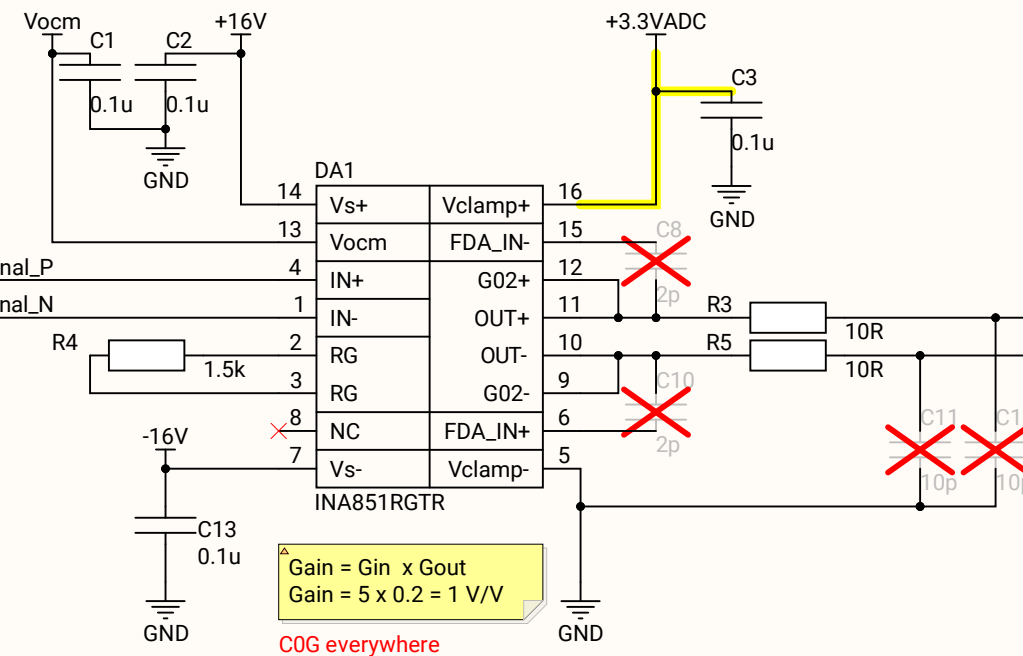 Vocm
+16V
+3.3VADC
C1
C2
C3
0.1u
0.1u
0.1u
GND
GND
DA1
14
Vs+
Vclamp+
16
13
Vocm
FDA_IN-
15
C8
nal_P
4
IN+
G02+
12
2p
nal_N
1
IN-
OUT+
11
R3
10R
R4
1.5k
2
RG
OUT-
10
R5
10R
3
RG
G02-
9
C10
8
NC
FDA_IN+
6
2p
C11
C1
-16V
7
Vs-
Vclamp-
5
10p
10p
INA851RGTR
C13
0.1u
Gain = Gin x Gout
Gain = 5 x 0.2 = 1 V/V
GND
GND
C0G everywhere